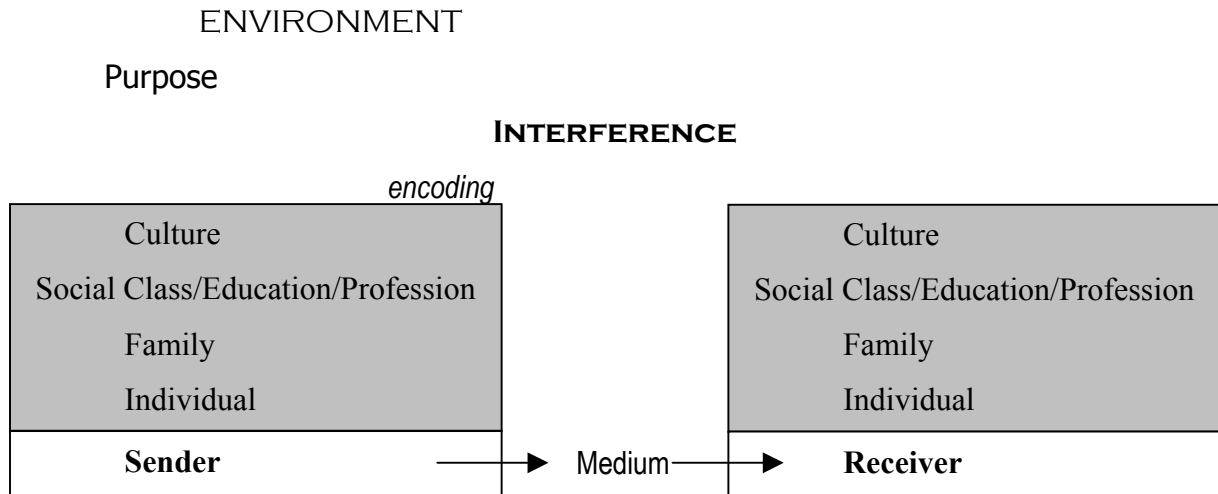 ENVIRONMENT
Purpose
INTERFERENCE
encoding
Culture
Social Class/Education/Profession
Family
Individual
Sender
Medium
Culture
Social Class/Education/Profession
Family
Individual
Receiver